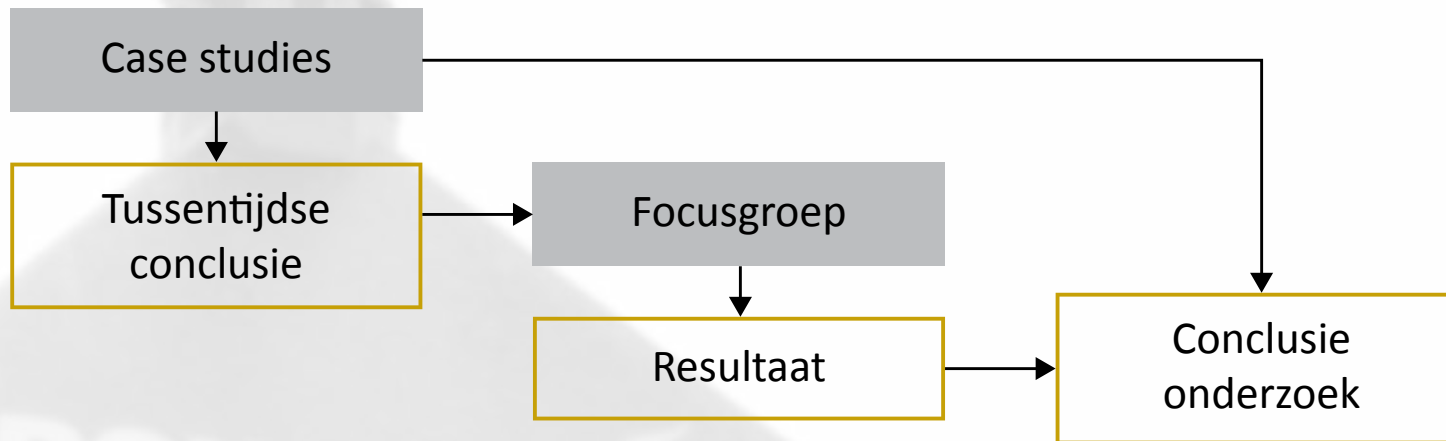 Case studies
Tussentijdse
conclusie
Focusgroep
Resultaat
Conclusie
onderzoek